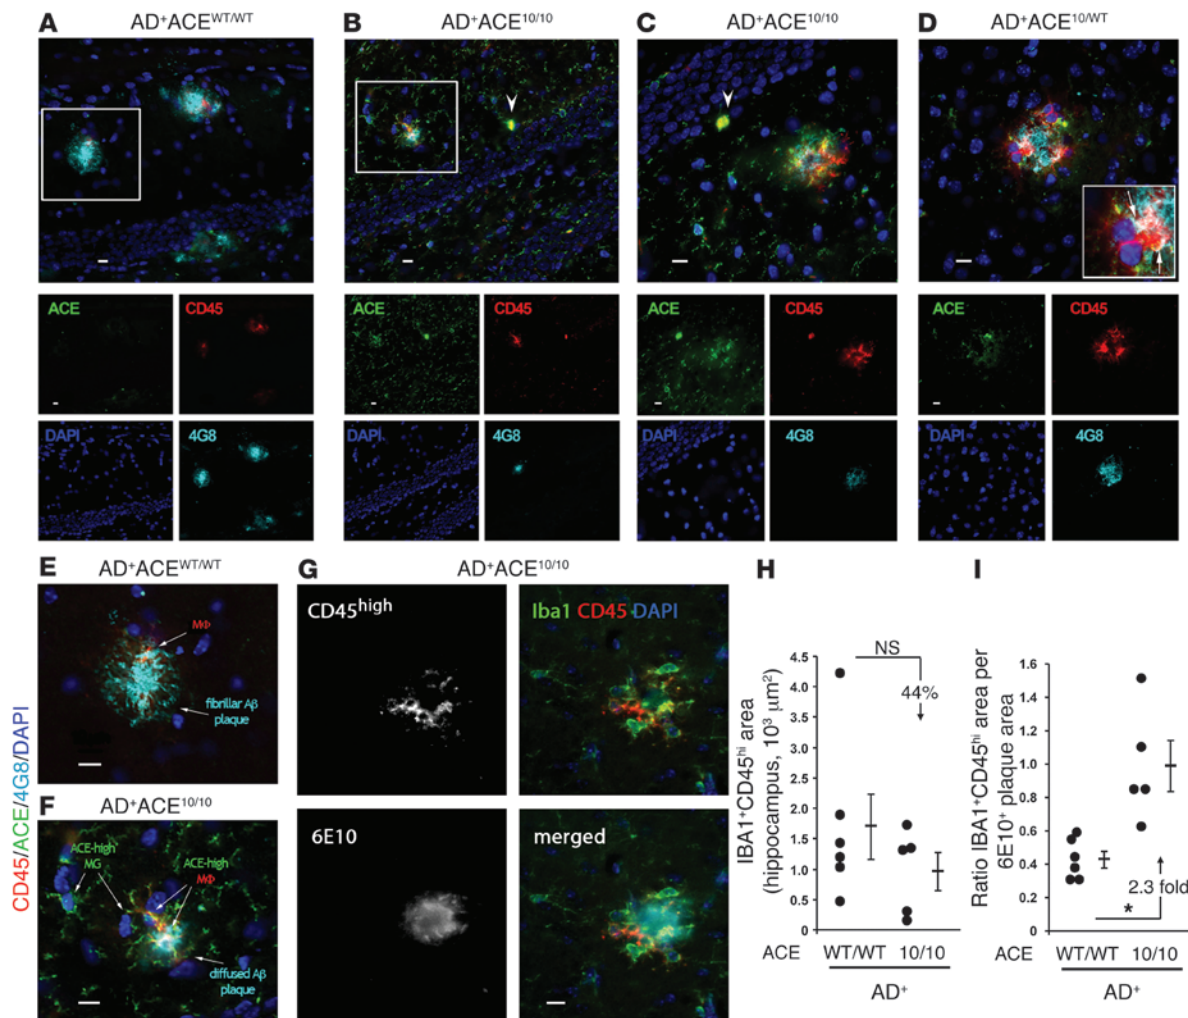 A AD⁺ACEWT/WT
B AD⁺ACE10/10
C AD⁺ACE10/10
D AD⁺ACE10/WT
ACE CD45
DAPI 4G8
ACE CD45
DAPI 4G8
ACE CD45
DAPI 4G8
ACE CD45
DAPI 4G8
CD45/ACE/4G8/DAPI
E AD⁺ACEWT/WT
MΦ
fibrillar Aβ
plaque
F AD⁺ACE10/10
ACE-high
MG
ACE-high
MΦ
diffused Aβ
plaque
G AD⁺ACE10/10
CD45high
Iba1 CD45 DAPI
6E10
merged
H
IBA1⁺CD45hi area
(hippocampus, 10³ µm²)
4.5
4.0
3.5
3.0
2.5
2.0
1.5
1.0
0.5
0
NS
44%
ACE WT/WT 10/10
AD⁺
I
Ratio IBA1⁺CD45hi area per
6E10⁺ plaque area
1.6
1.4
1.2
1.0
0.8
0.6
0.4
0.2
0
2.3 fold
*
ACE WT/WT 10/10
AD⁺